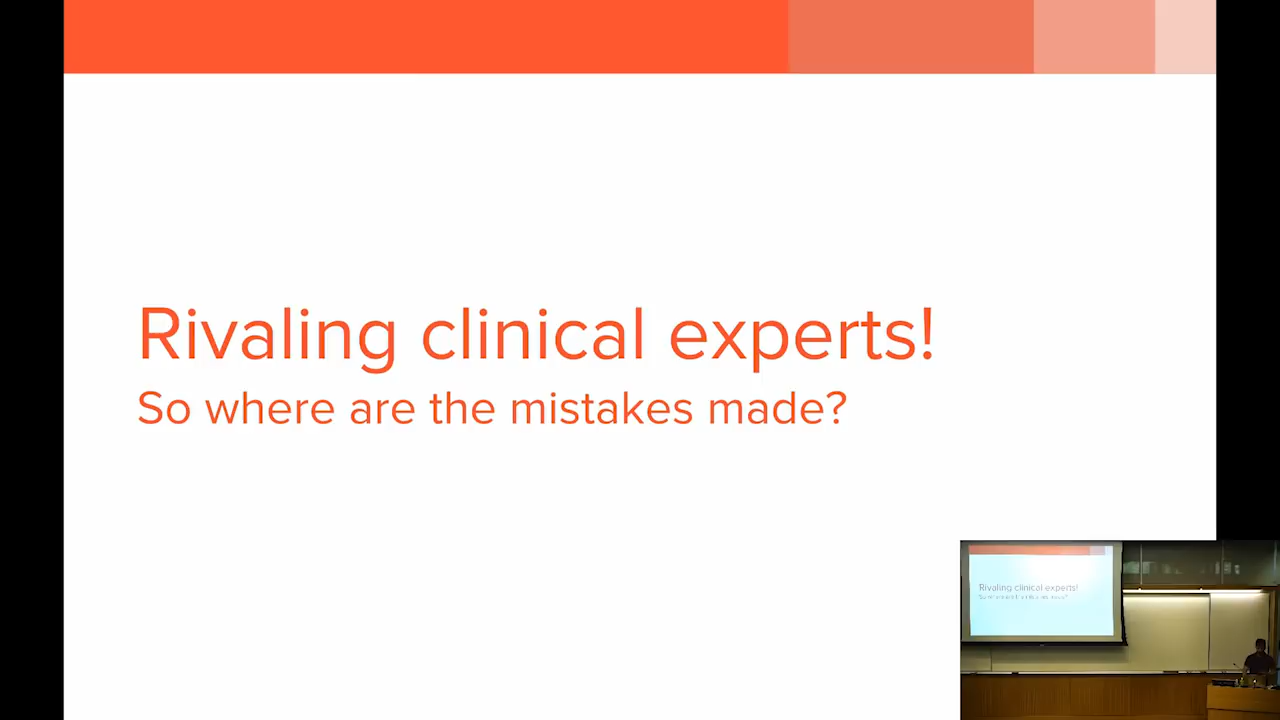 Rivaling clinical experts!
So where are the mistakes made?
Rivaling clinical experts!